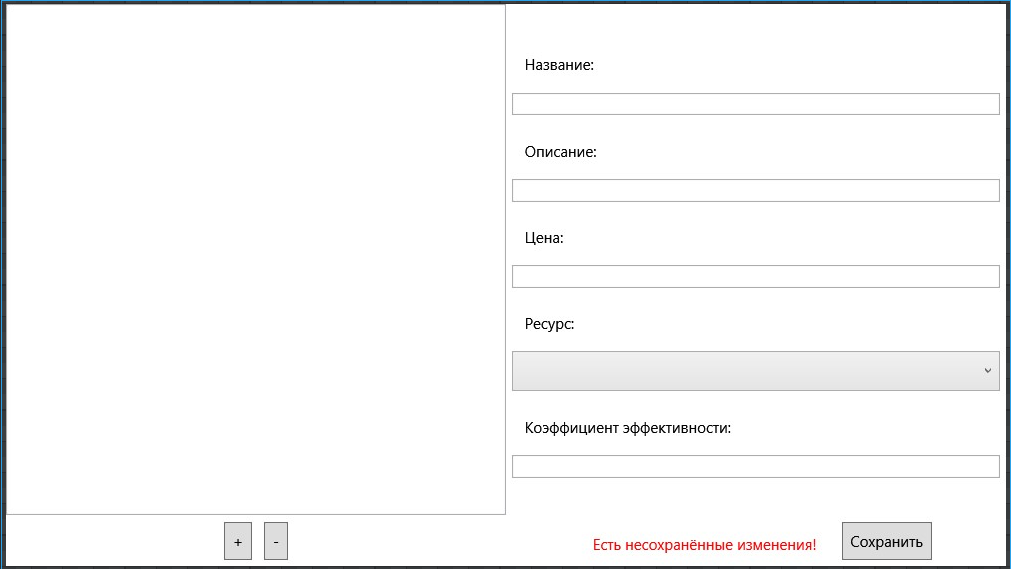 Название:
Описание:
Цена:
Ресурс:
Коэффициент эффективности:
+ -
Есть несохранённые изменения! Сохранить